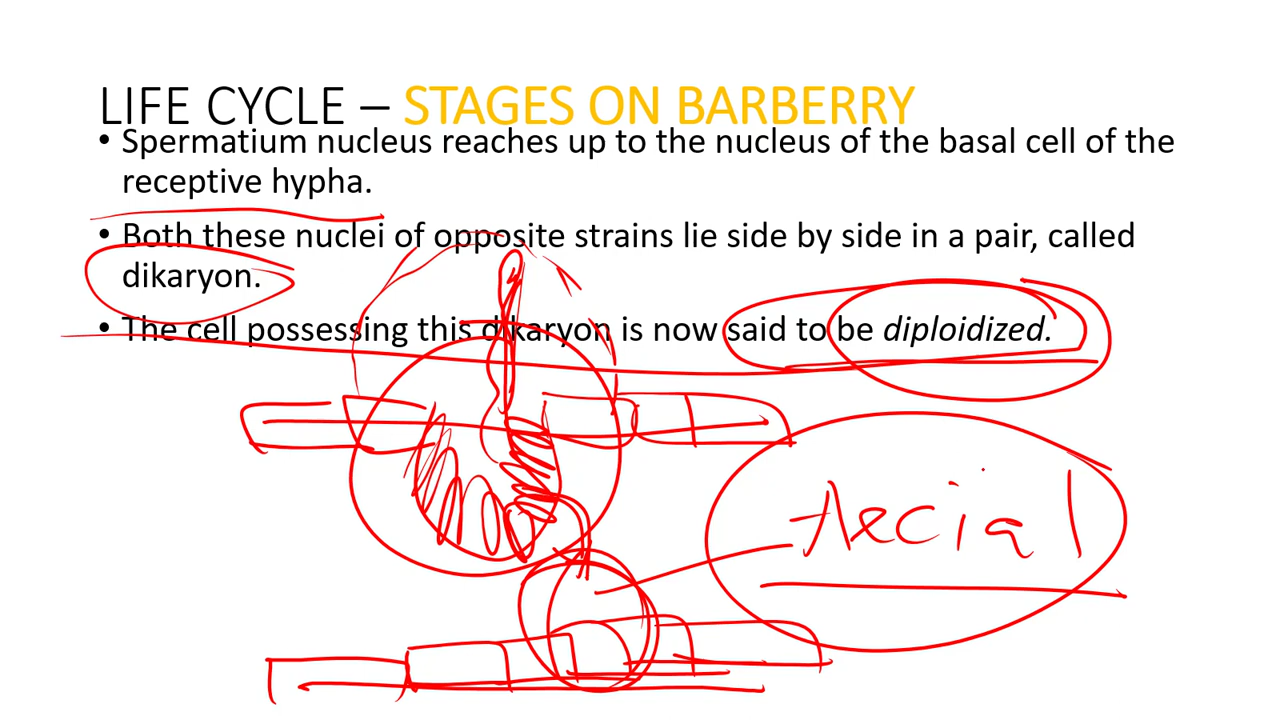 LIFE CYCLE – STAGES ON BARBERRY
• Spermatium nucleus reaches up to the nucleus of the basal cell of the
receptive hypha.
• Both these nuclei of opposite strains lie side by side in a pair, called
dikaryon.
• The cell possessing this dikaryon is now said to be diploidized.
Aecial